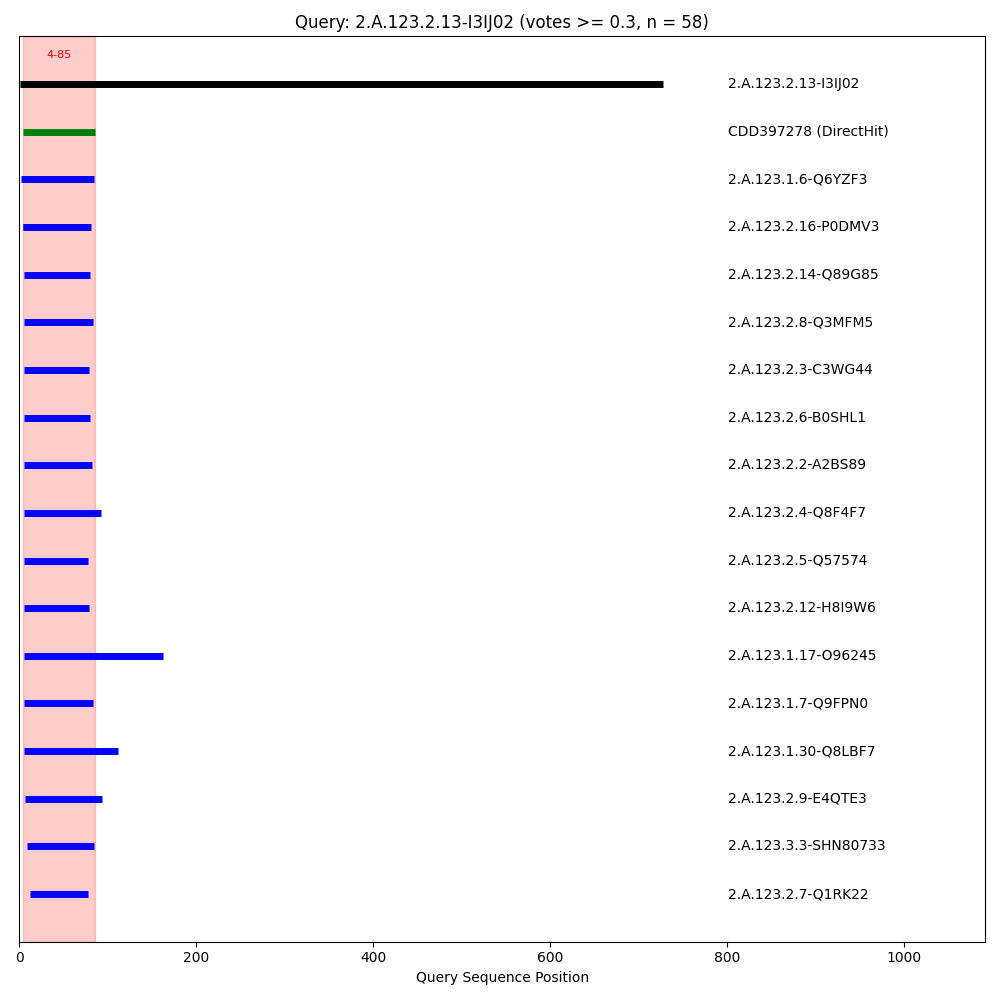 Query: 2.A.123.2.13-I3IJ02 (votes >= 0.3, n = 58)
4-85
2.A.123.2.13-I3IJ02
CDD397278 (DirectHit)
2.A.123.1.6-Q6YZF3
2.A.123.2.16-P0DMV3
2.A.123.2.14-Q89G85
2.A.123.2.8-Q3MFM5
2.A.123.2.3-C3WG44
2.A.123.2.6-B0SHL1
2.A.123.2.2-A2BS89
2.A.123.2.4-Q8F4F7
2.A.123.2.5-Q57574
2.A.123.2.12-H8I9W6
2.A.123.1.17-O96245
2.A.123.1.7-Q9FPN0
2.A.123.1.30-Q8LBF7
2.A.123.2.9-E4QTE3
2.A.123.3.3-SHN80733
2.A.123.2.7-Q1RK22
0 200 400 600 800 1000
Query Sequence Position